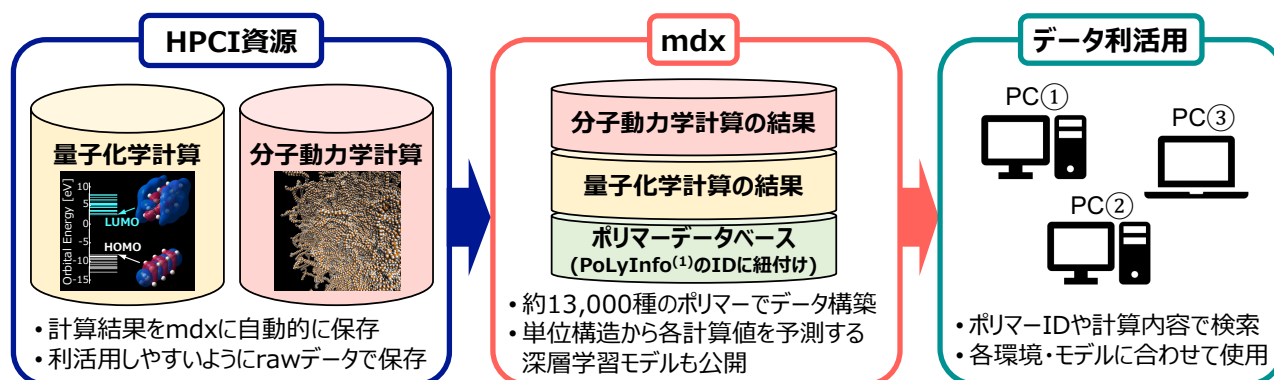 HPCI資源
量子化学計算
Orbital Energy [eV]
10
5
0
-5
-10
-15
LUMO
HOMO
分子動力学計算
・計算結果をmdxに自動的に保存
・利活用しやすいようにrawデータで保存
mdx
分子動力学計算の結果
量子化学計算の結果
ポリマーデータベース
(PoLyInfo⁽¹⁾のIDに紐付け)
・約13,000種のポリマーでデータ構築
・単位構造から各計算値を予測する
深層学習モデルも公開
データ利活用
PC①
PC③
PC②
・ポリマーIDや計算内容で検索
・各環境・モデルに合わせて使用